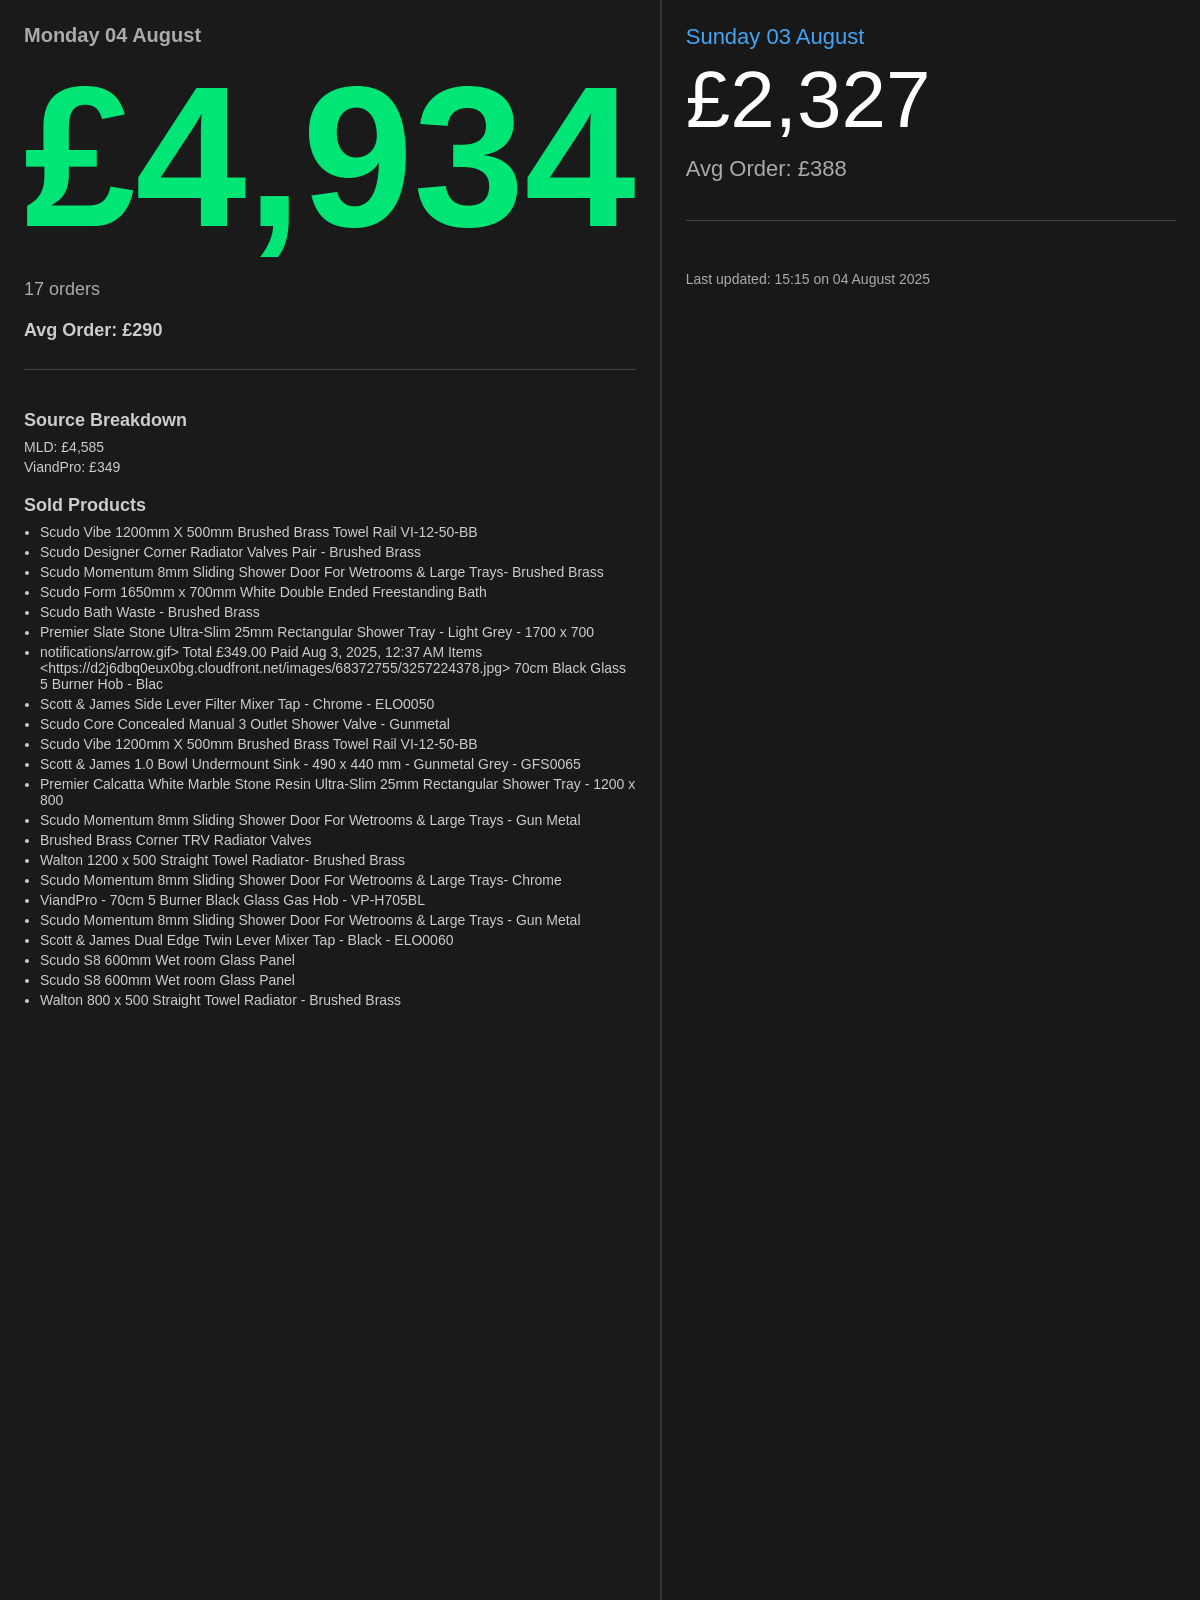 Monday 04 August
£4,934
17 orders
Avg Order: £290
Source Breakdown
MLD: £4,585
ViandPro: £349
Sold Products
• Scudo Vibe 1200mm X 500mm Brushed Brass Towel Rail VI-12-50-BB
• Scudo Designer Corner Radiator Valves Pair - Brushed Brass
• Scudo Momentum 8mm Sliding Shower Door For Wetrooms & Large Trays- Brushed Brass
• Scudo Form 1650mm x 700mm White Double Ended Freestanding Bath
• Scudo Bath Waste - Brushed Brass
• Premier Slate Stone Ultra-Slim 25mm Rectangular Shower Tray - Light Grey - 1700 x 700
• notifications/arrow.gif> Total £349.00 Paid Aug 3, 2025, 12:37 AM Items
<https://d2j6dbq0eux0bg.cloudfront.net/images/68372755/3257224378.jpg> 70cm Black Glass
5 Burner Hob - Blac
• Scott & James Side Lever Filter Mixer Tap - Chrome - ELO0050
• Scudo Core Concealed Manual 3 Outlet Shower Valve - Gunmetal
• Scudo Vibe 1200mm X 500mm Brushed Brass Towel Rail VI-12-50-BB
• Scott & James 1.0 Bowl Undermount Sink - 490 x 440 mm - Gunmetal Grey - GFS0065
• Premier Calcatta White Marble Stone Resin Ultra-Slim 25mm Rectangular Shower Tray - 1200 x
800
• Scudo Momentum 8mm Sliding Shower Door For Wetrooms & Large Trays - Gun Metal
• Brushed Brass Corner TRV Radiator Valves
• Walton 1200 x 500 Straight Towel Radiator- Brushed Brass
• Scudo Momentum 8mm Sliding Shower Door For Wetrooms & Large Trays- Chrome
• ViandPro - 70cm 5 Burner Black Glass Gas Hob - VP-H705BL
• Scudo Momentum 8mm Sliding Shower Door For Wetrooms & Large Trays - Gun Metal
• Scott & James Dual Edge Twin Lever Mixer Tap - Black - ELO0060
• Scudo S8 600mm Wet room Glass Panel
• Scudo S8 600mm Wet room Glass Panel
• Walton 800 x 500 Straight Towel Radiator - Brushed Brass
Sunday 03 August
£2,327
Avg Order: £388
Last updated: 15:15 on 04 August 2025